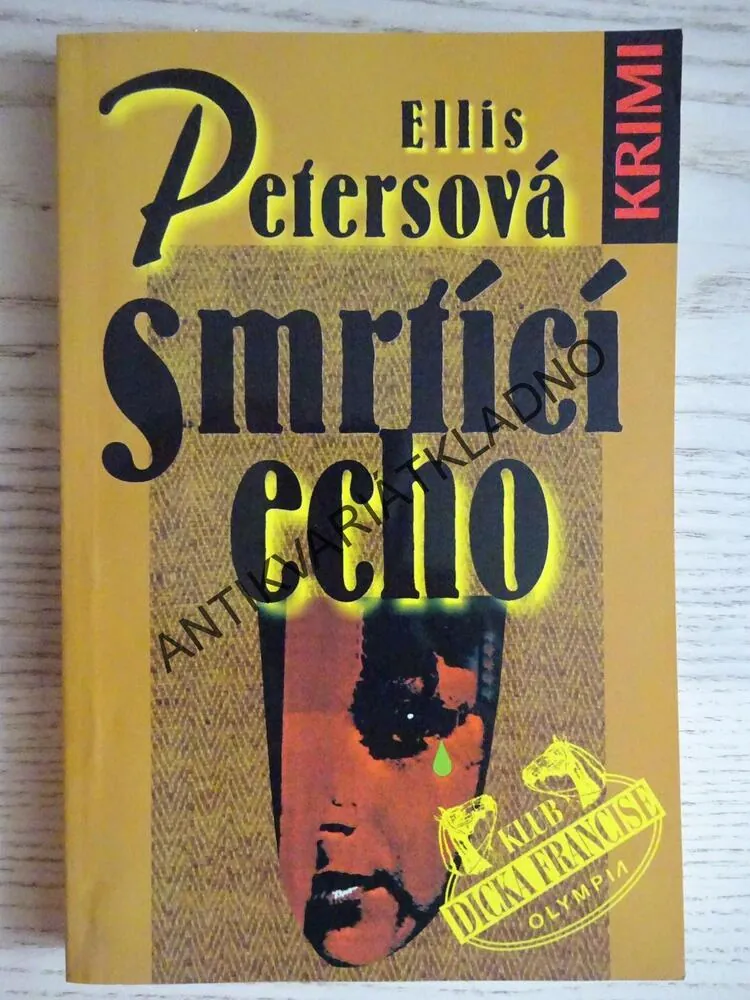 Ellis
Petersová
KRIMI
smrtící
echo
ANTIKVARIÁTKLADNO
KLUB
DICKA FRANCISE
OLYMPIA